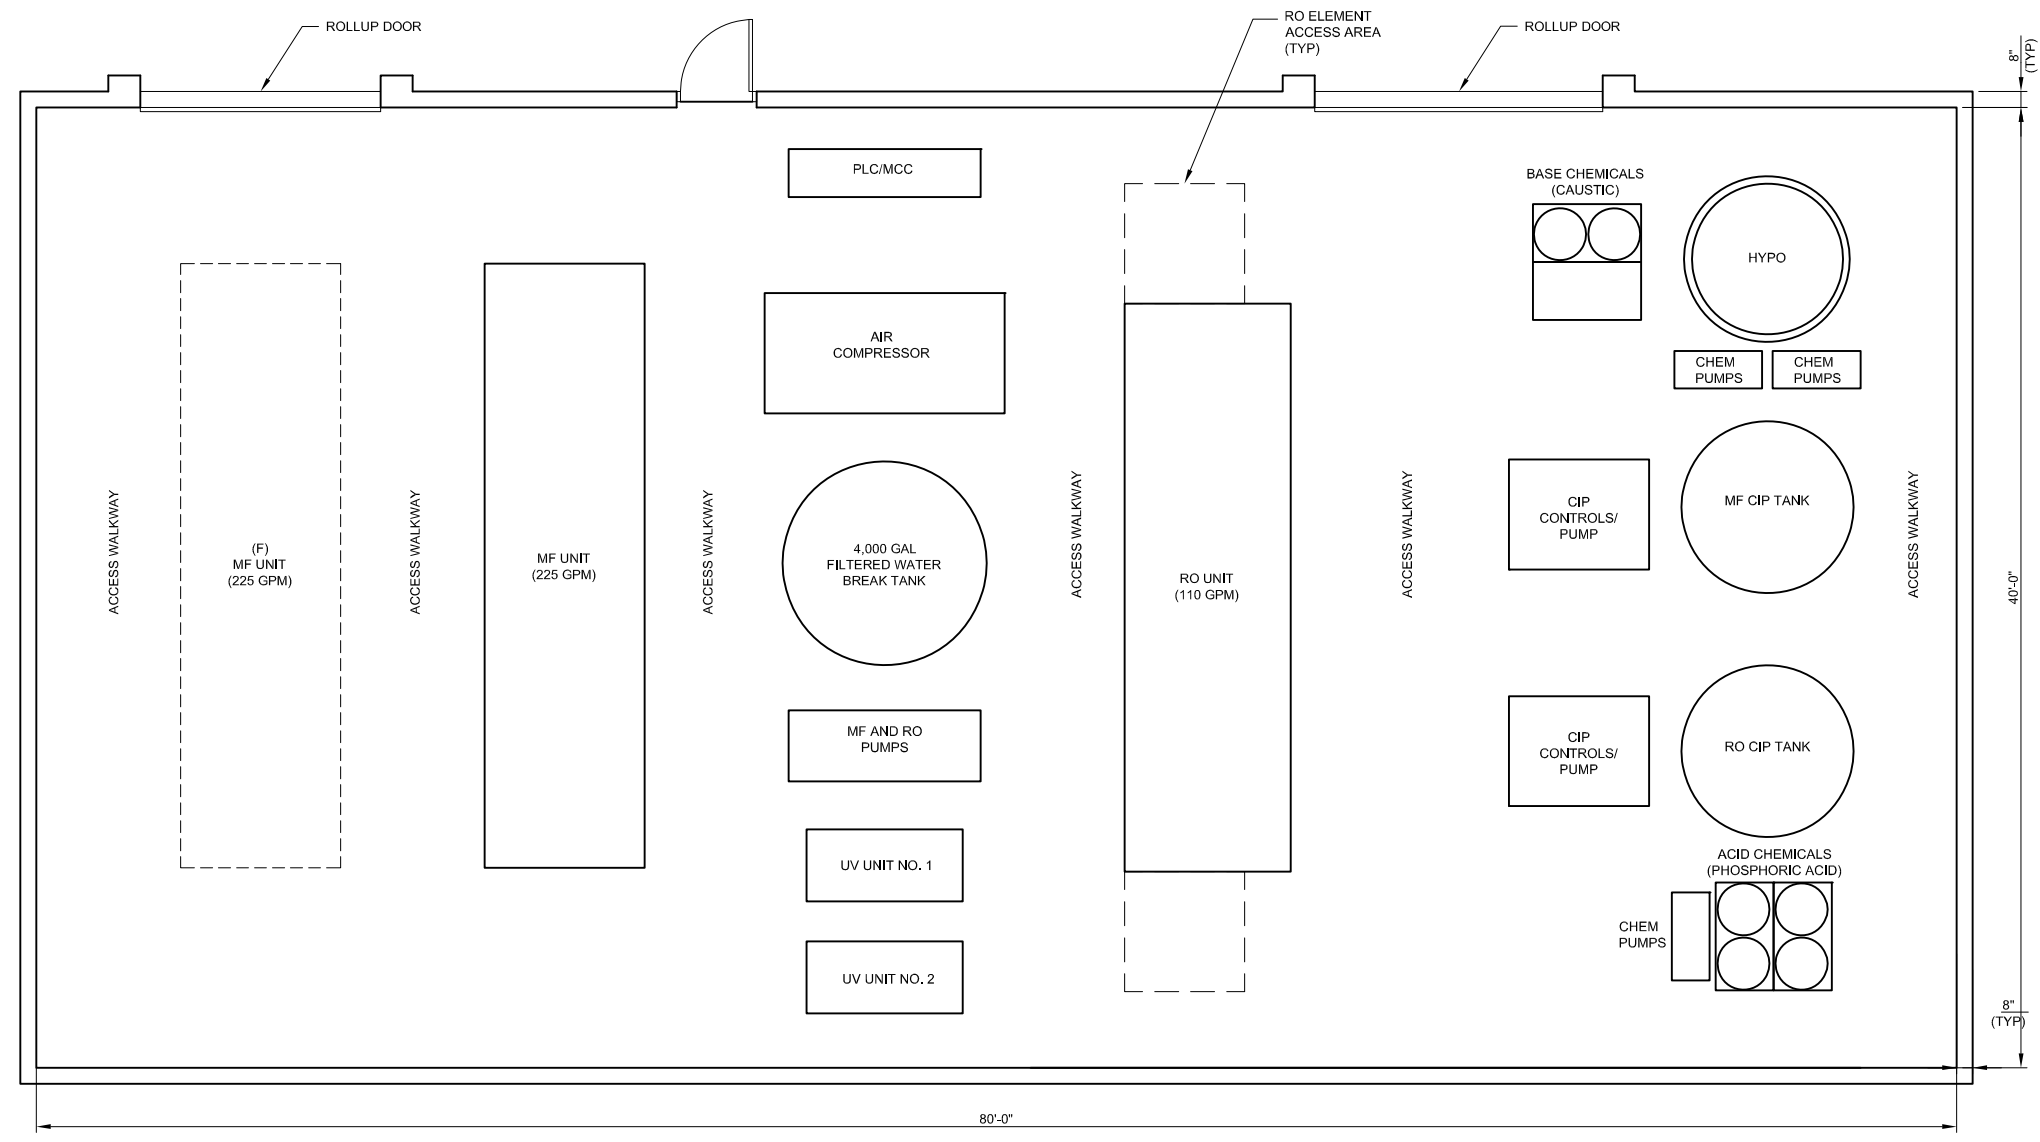 ROLLUP DOOR
RO ELEMENT
ACCESS AREA
(TYP)
ROLLUP DOOR
8"
(TYP)
PLC/MCC
BASE CHEMICALS
(CAUSTIC)
HYPO
AIR
COMPRESSOR
CHEM
PUMPS
CHEM
PUMPS
ACCESS WALKWAY
(F)
MF UNIT
(225 GPM)
ACCESS WALKWAY
MF UNIT
(225 GPM)
ACCESS WALKWAY
4,000 GAL
FILTERED WATER
BREAK TANK
ACCESS WALKWAY
RO UNIT
(110 GPM)
ACCESS WALKWAY
CIP
CONTROLS/
PUMP
MF CIP TANK
ACCESS WALKWAY
40'-0"
MF AND RO
PUMPS
CIP
CONTROLS/
PUMP
RO CIP TANK
UV UNIT NO. 1
ACID CHEMICALS
(PHOSPHORIC ACID)
CHEM
PUMPS
UV UNIT NO. 2
8"
(TYP)
80'-0"